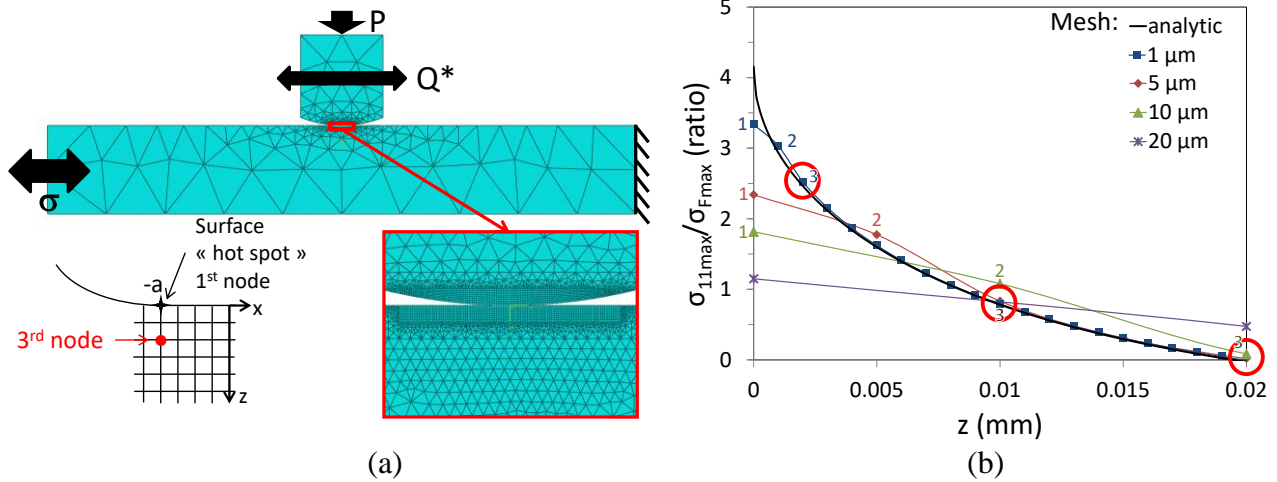 P
Q*
σ
Surface
« hot spot »
1st node
-a
x
3rd node
z
(a)
(b)
Mesh:
analytic
1 µm
5 µm
10 µm
20 µm
σ11max/σFmax (ratio)
5
4
3
2
1
0
1
2
3
1
2
1
2
3
3
0
0.005
0.01
0.015
0.02
z (mm)
(b)